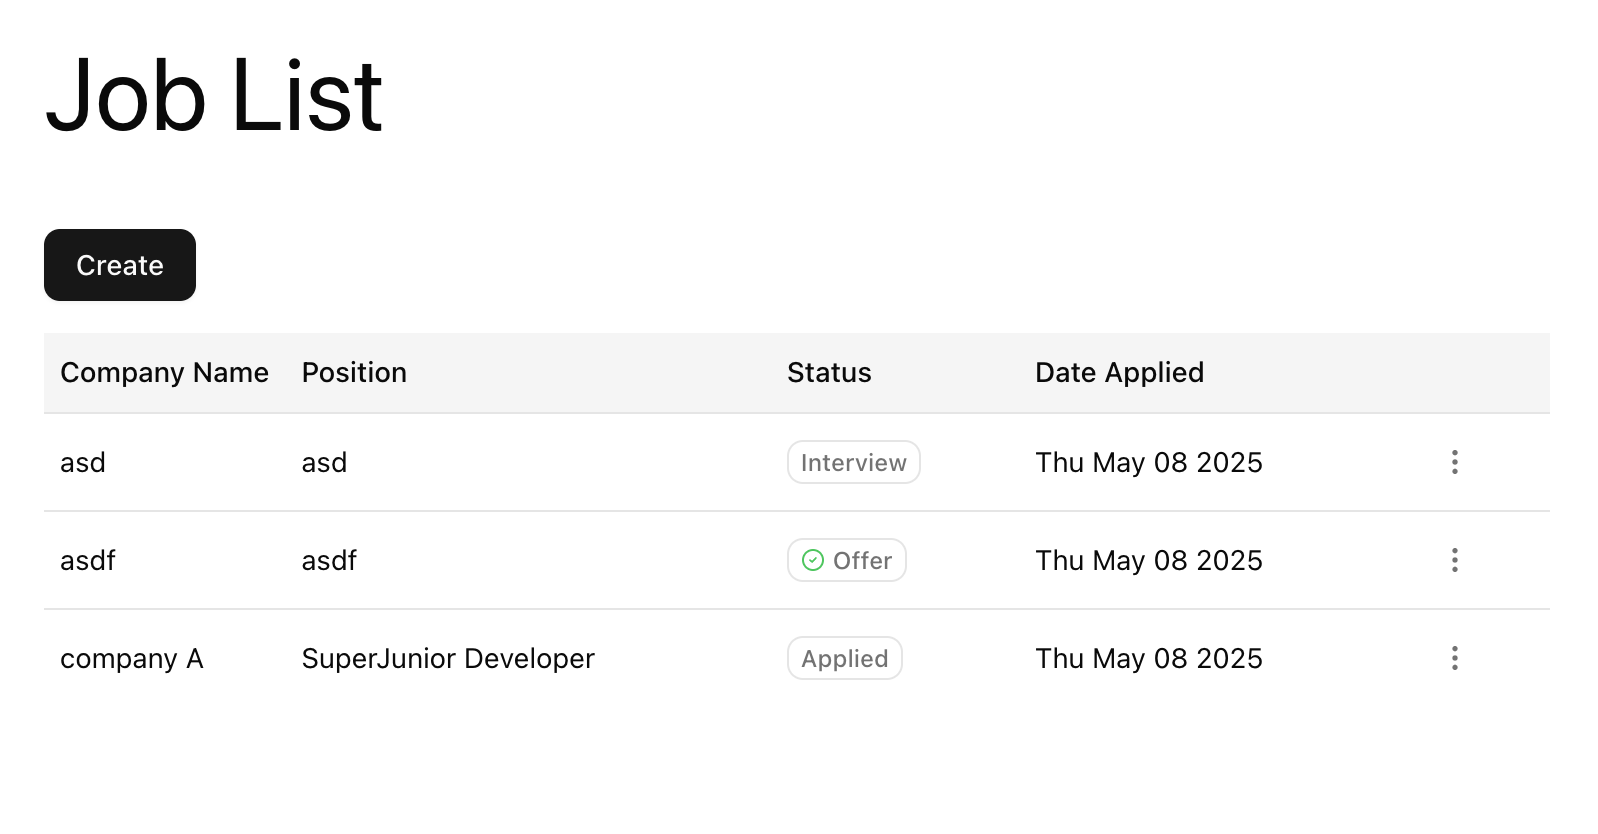 Job List
Create
Company Name Position Status Date Applied
asd asd Interview Thu May 08 2025
asdf asdf Offer Thu May 08 2025
company A SuperJunior Developer Applied Thu May 08 2025